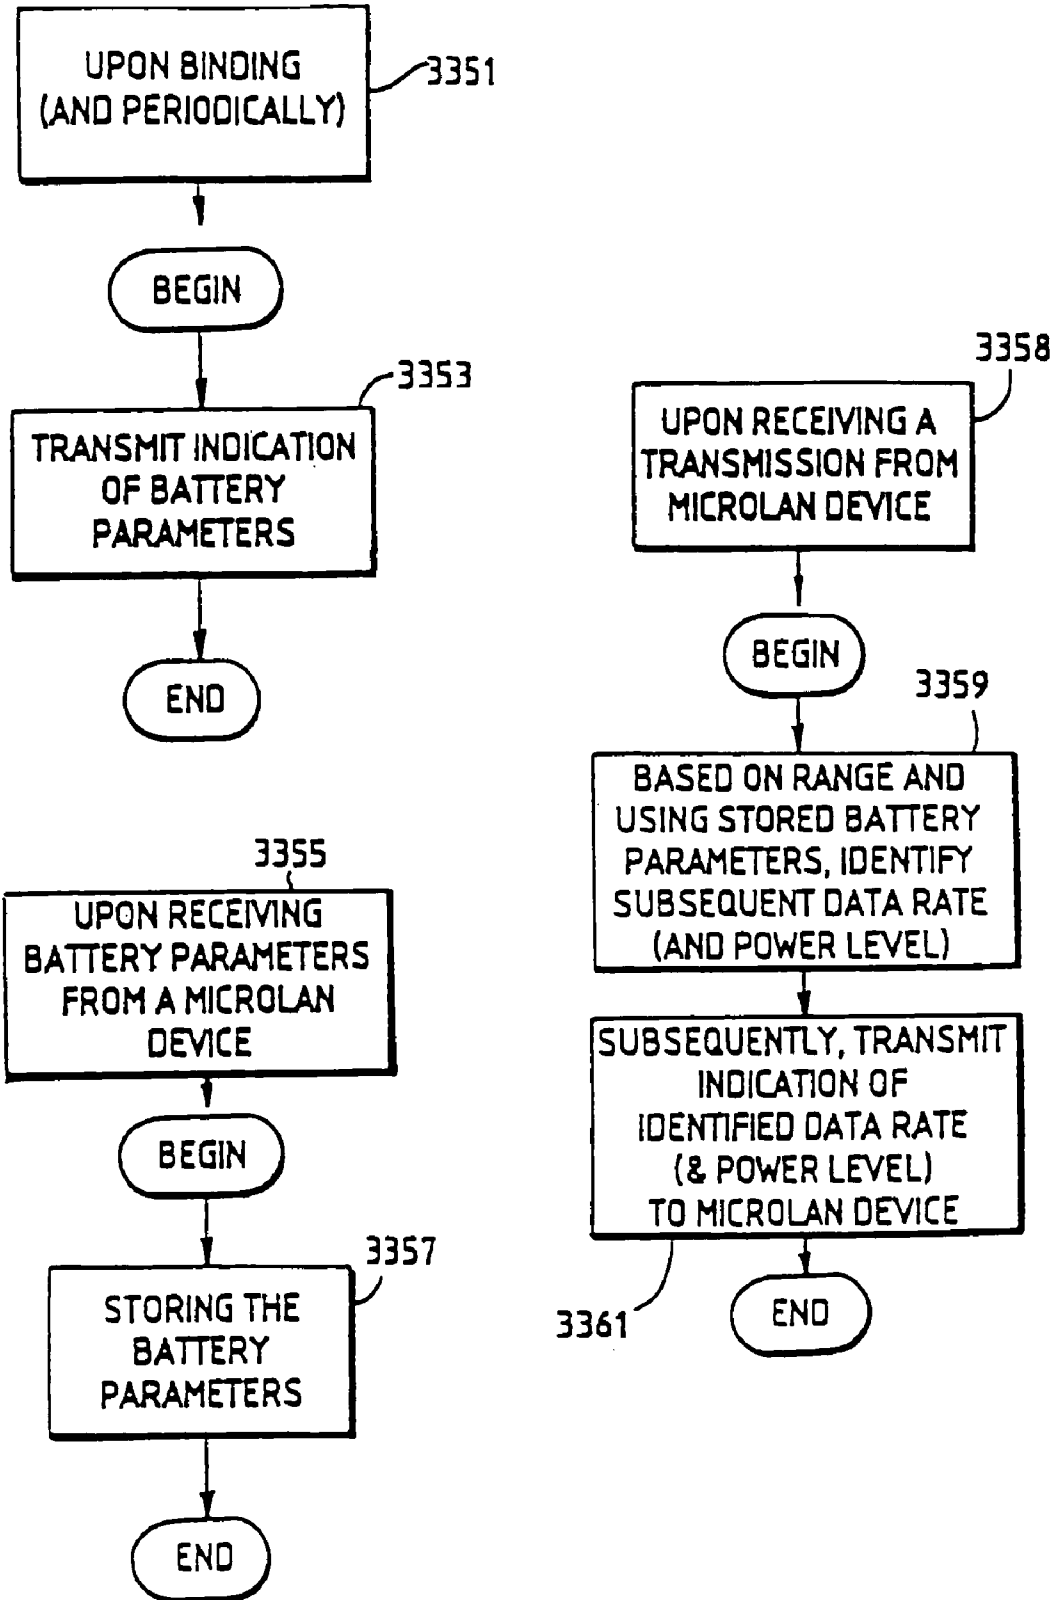 UPON BINDING
(AND PERIODICALLY)
3351
BEGIN
3353
TRANSMIT INDICATION
OF BATTERY
PARAMETERS
END
3355
UPON RECEIVING
BATTERY PARAMETERS
FROM A MICROLAN
DEVICE
BEGIN
3357
STORING THE
BATTERY
PARAMETERS
END
3358
UPON RECEIVING A
TRANSMISSION FROM
MICROLAN DEVICE
BEGIN
3359
BASED ON RANGE AND
USING STORED BATTERY
PARAMETERS, IDENTIFY
SUBSEQUENT DATA RATE
(AND POWER LEVEL)
SUBSEQUENTLY, TRANSMIT
INDICATION OF
IDENTIFIED DATA RATE
(& POWER LEVEL)
TO MICROLAN DEVICE
3361
END